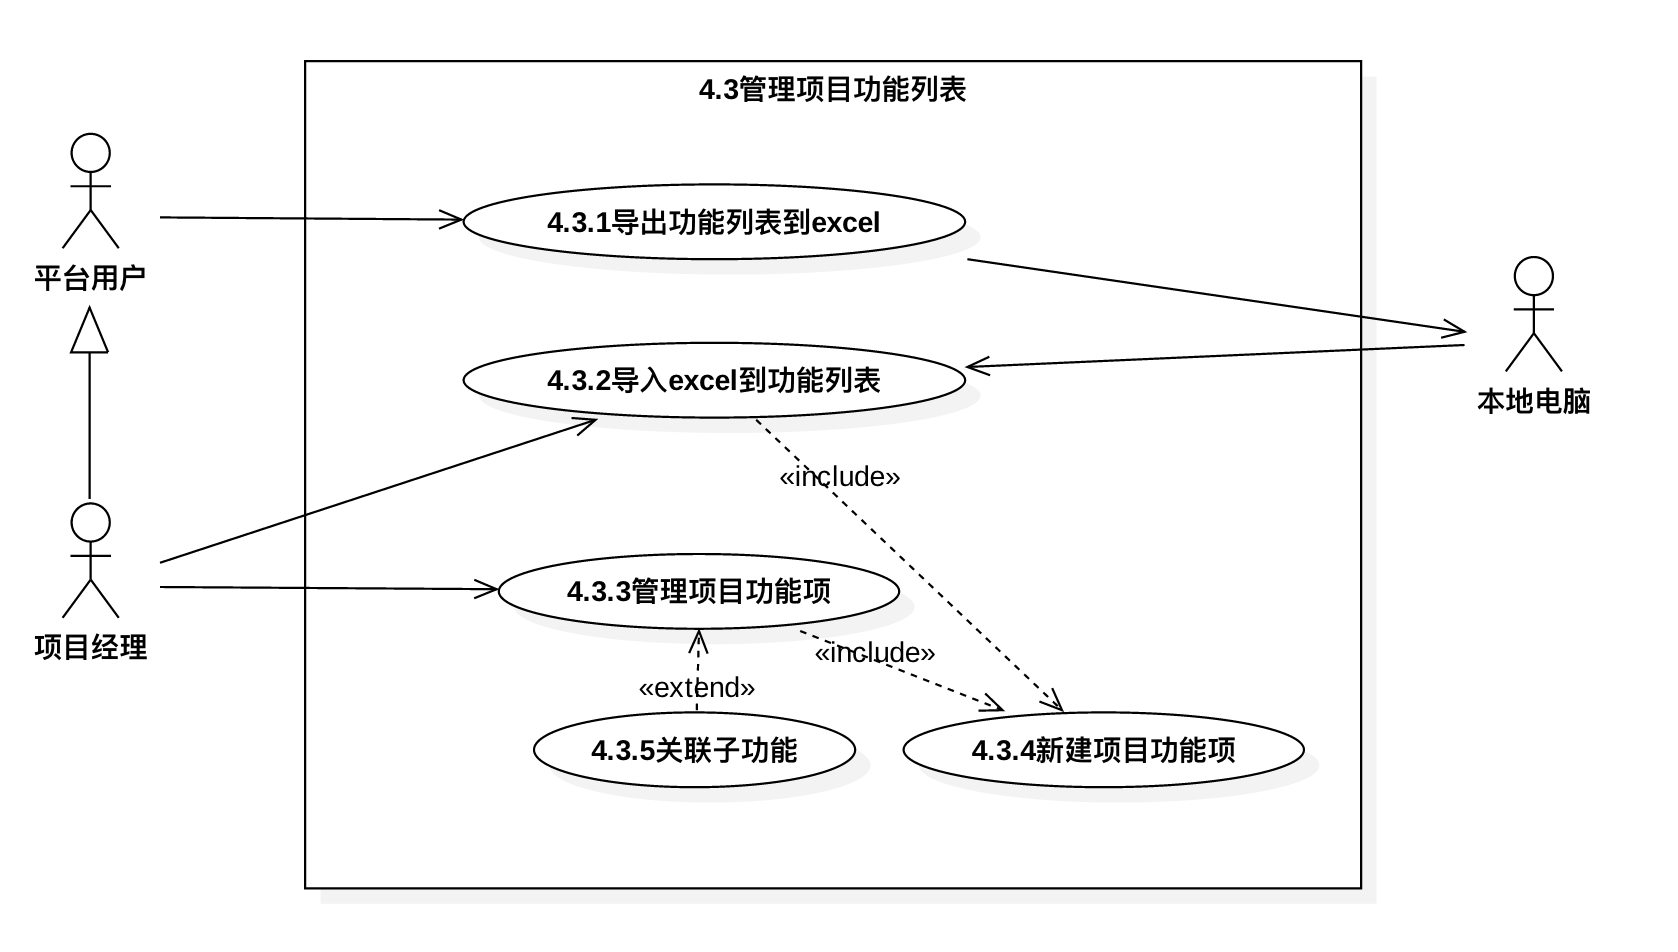 4.3管理项目功能列表
平台用户
4.3.1导出功能列表到excel
4.3.2导入excel到功能列表
本地电脑
«include»
4.3.3管理项目功能项
项目经理
«include»
«extend»
4.3.5关联子功能
4.3.4新建项目功能项